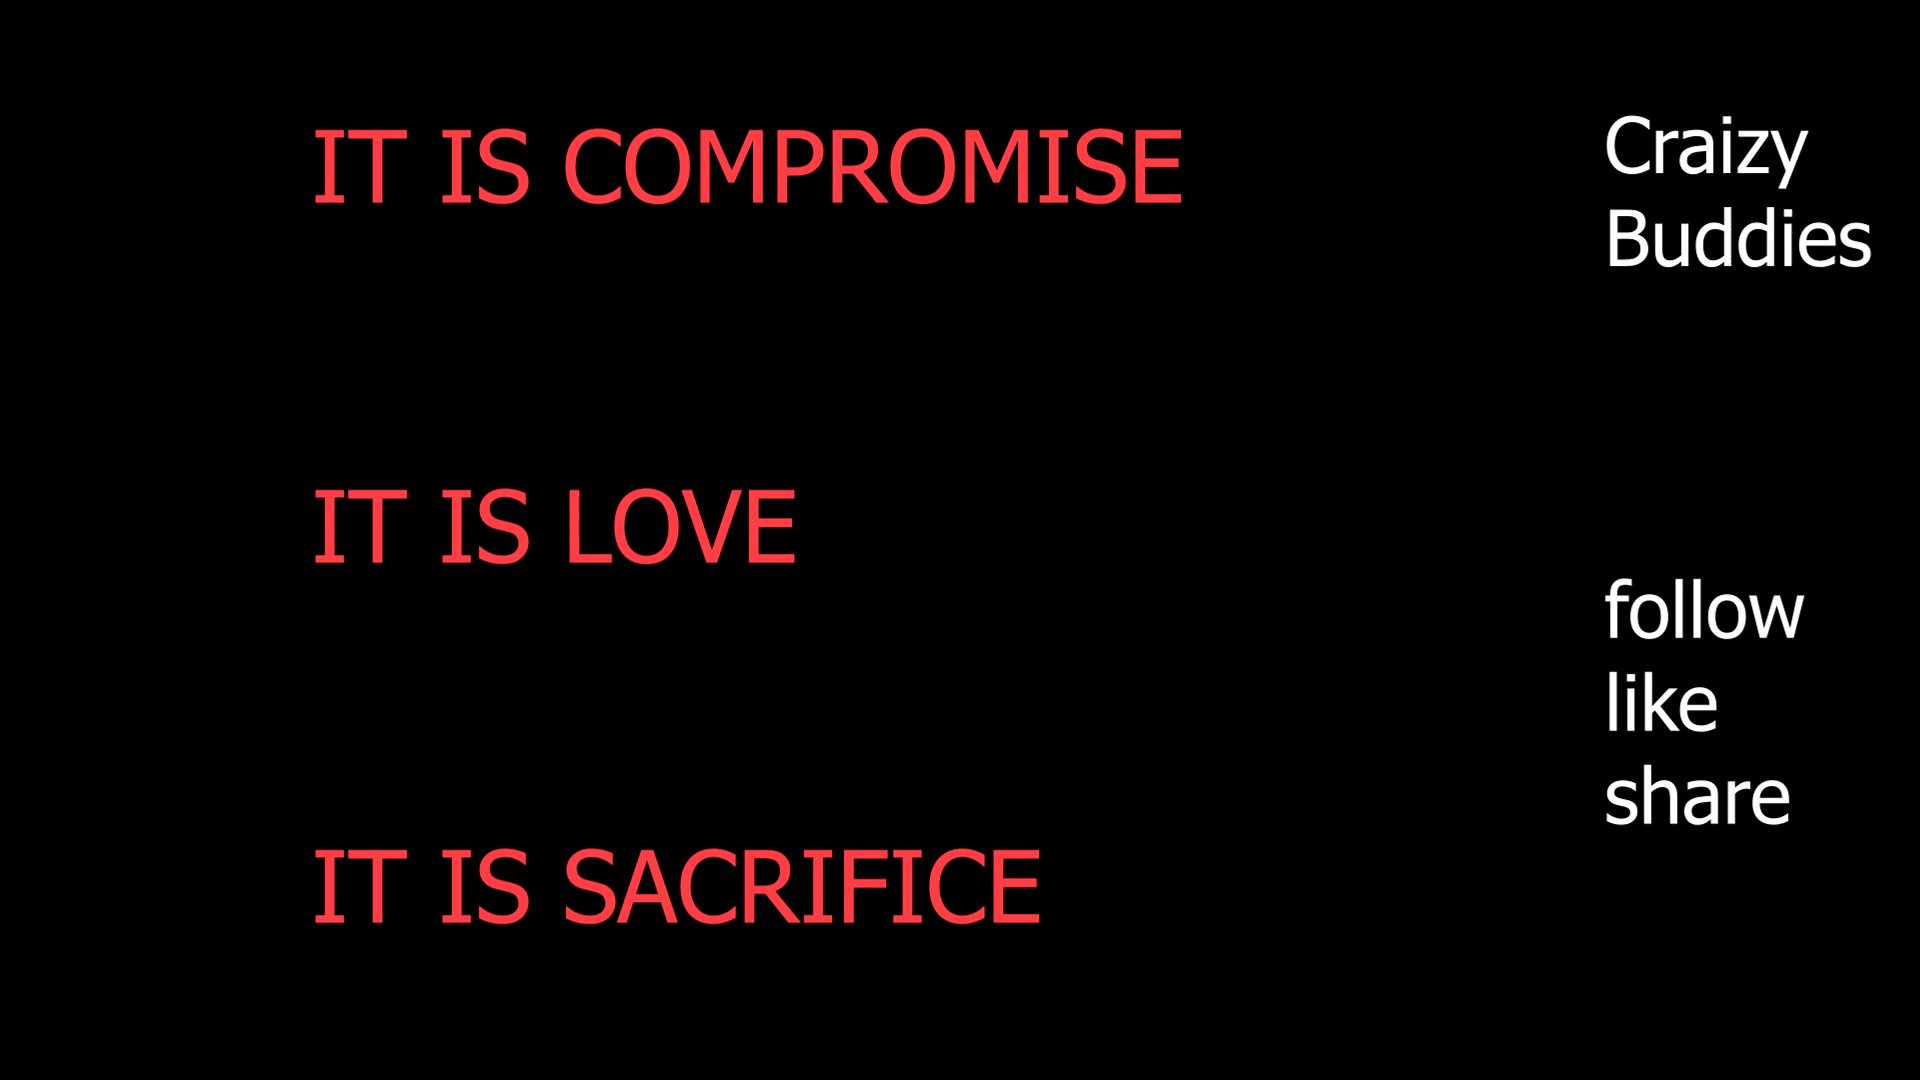 IT IS COMPROMISE
IT IS LOVE
IT IS SACRIFICE
Craizy
Buddies
follow
like
share